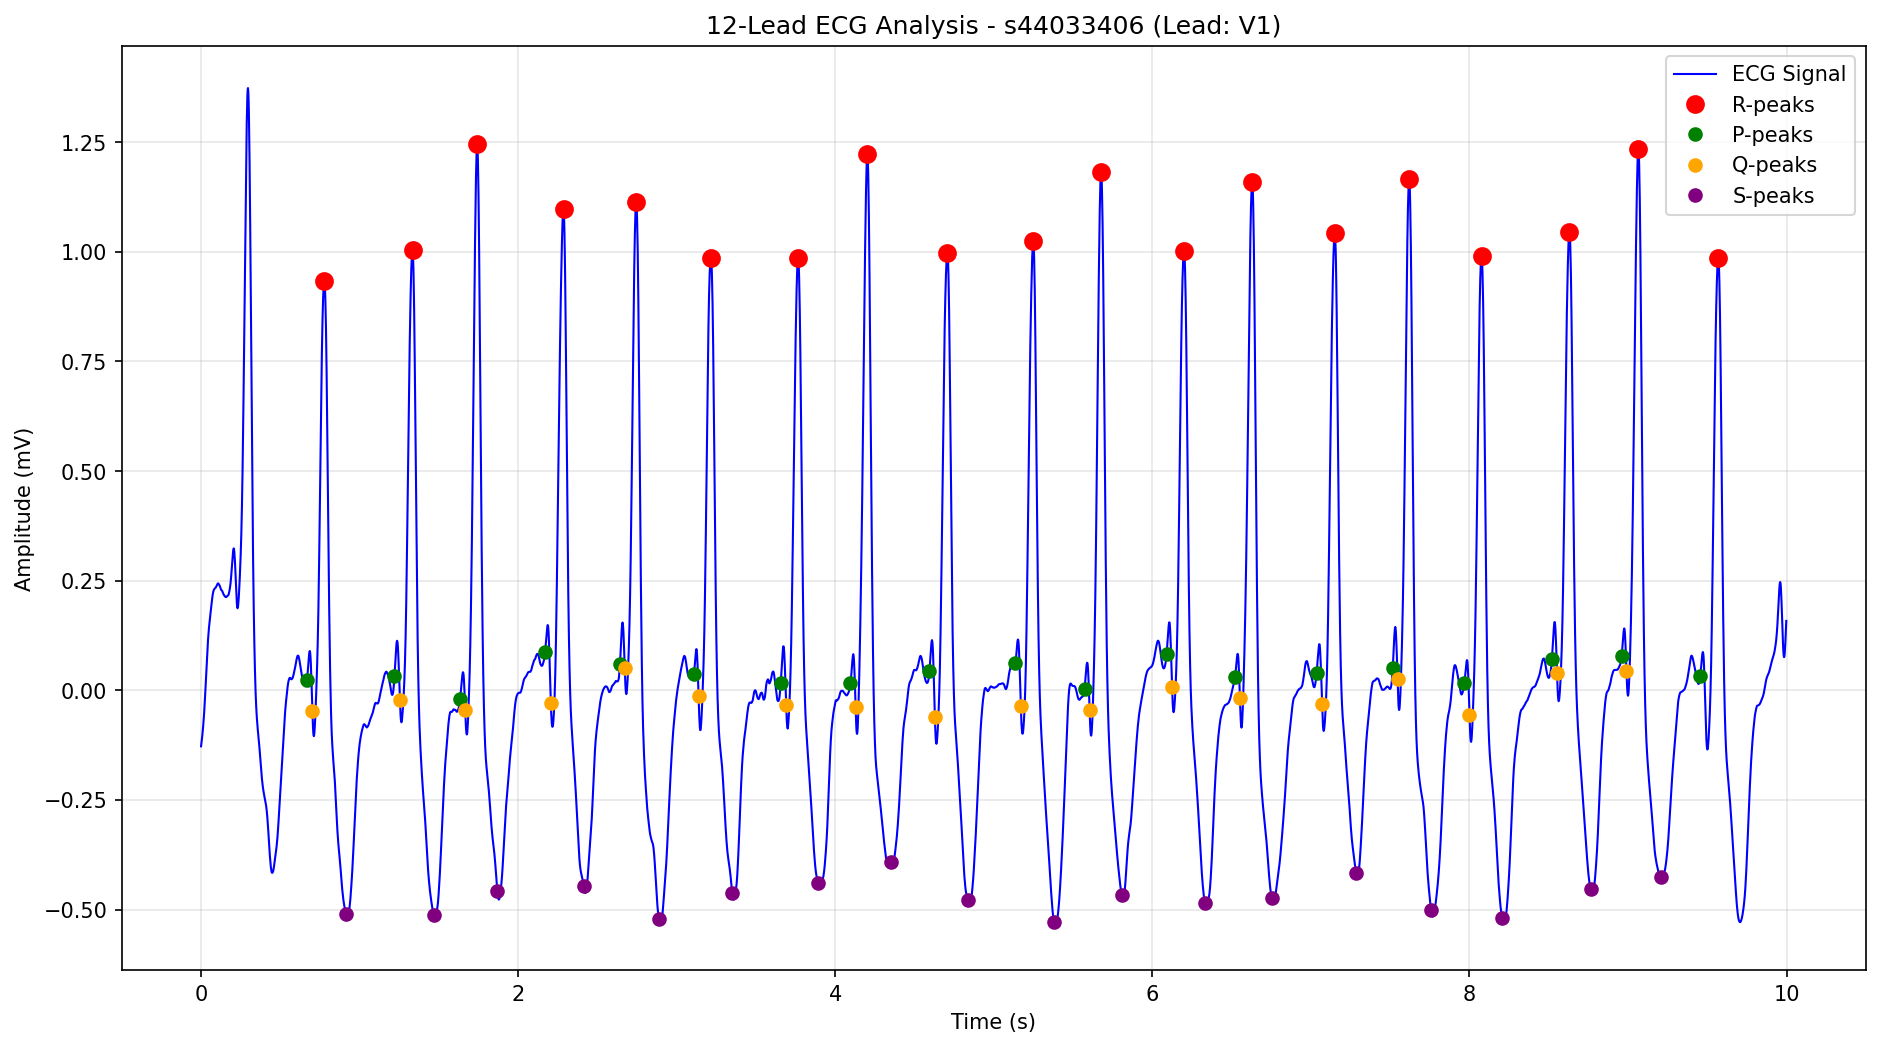 12-Lead ECG Analysis - s44033406 (Lead: V1)
ECG Signal
R-peaks
P-peaks
Q-peaks
S-peaks
Amplitude (mV)
1.25
1.00
0.75
0.50
0.25
0.00
−0.25
−0.50
0 2 4 6 8 10
Time (s)